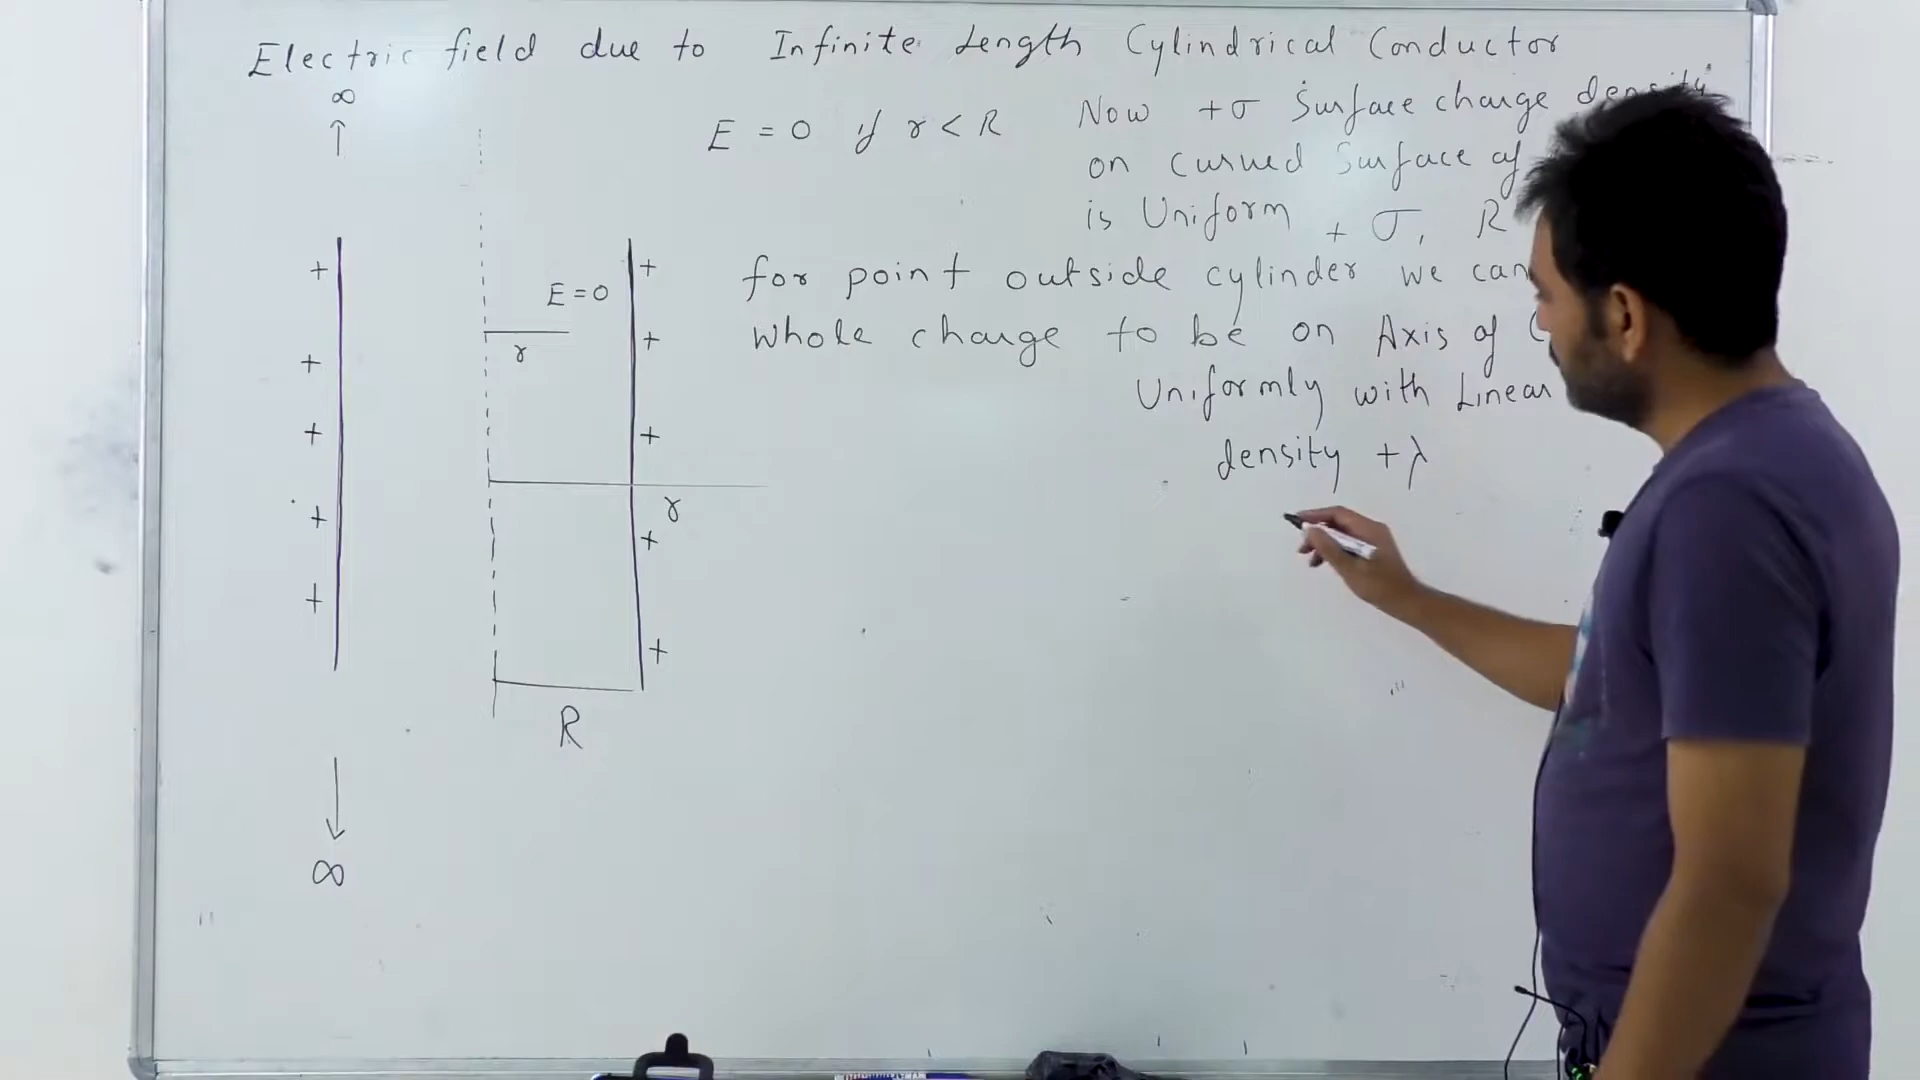 Electric field due to Infinite Length Cylindrical Conductor
∞
↑
E = 0 if r < R
Now +σ Surface charge density
on curved Surface of
is Uniform + σ, R
for point outside cylinder we can
whole charge to be on Axis of
Uniformly with Linear
density + λ
+
+
+
+
+
E = 0
r
+
+
+
r
+
+
R
↓
∞